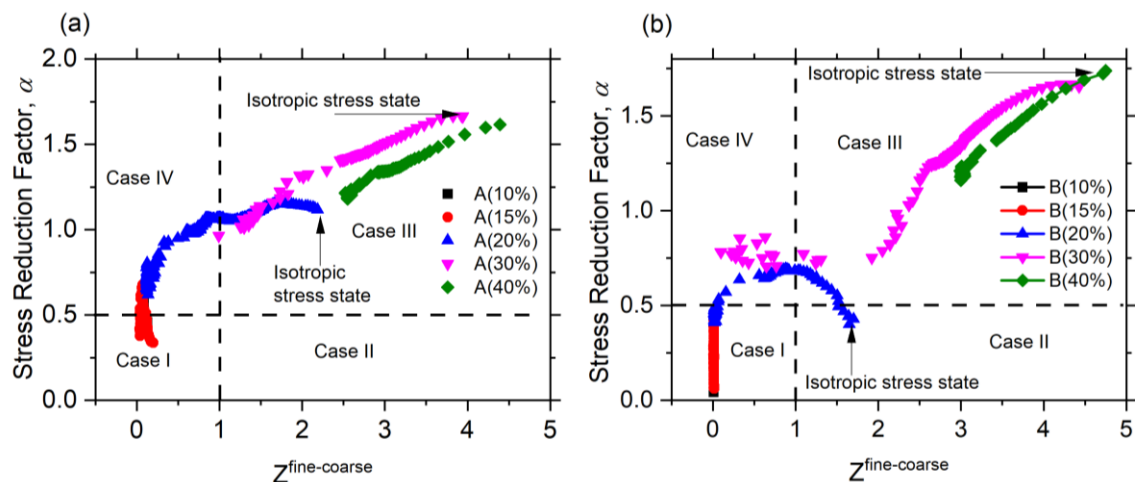 (a)
Stress Reduction Factor, α
2.0
1.5
1.0
0.5
0.0
Isotropic stress state
Case IV
Case III
A(10%)
A(15%)
A(20%)
A(30%)
A(40%)
Isotropic
stress state
Case I
Case II
0 1 2 3 4 5
Z^fine-coarse
(b)
Stress Reduction Factor, α
1.5
1.0
0.5
0.0
Isotropic stress state
Case IV
Case III
B(10%)
B(15%)
B(20%)
B(30%)
B(40%)
Case I
Case II
Isotropic stress state
0 1 2 3 4 5
Z^fine-coarse